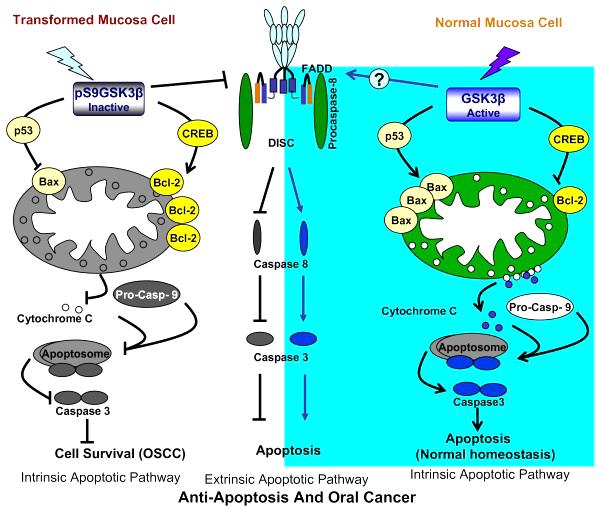 Transformed Mucosa Cell
Normal Mucosa Cell
pS9GSK3β
Inactive
FADD
Procaspase-8
DISC
?
GSK3β
Active
p53
CREB
Bax
Bcl-2
Bcl-2
Bcl-2
p53
CREB
Bax
Bax
Bax
Bcl-2
Caspase 8
Cytochrome C
Pro-Casp- 9
Cytochrome C
Pro-Casp- 9
Apoptosome
Caspase 3
Apoptosome
Caspase 3
Caspase3
Cell Survival (OSCC)
Apoptosis
Apoptosis
(Normal homeostasis)
Intrinsic Apoptotic Pathway
Extrinsic Apoptotic Pathway
Intrinsic Apoptotic Pathway
Anti-Apoptosis And Oral Cancer